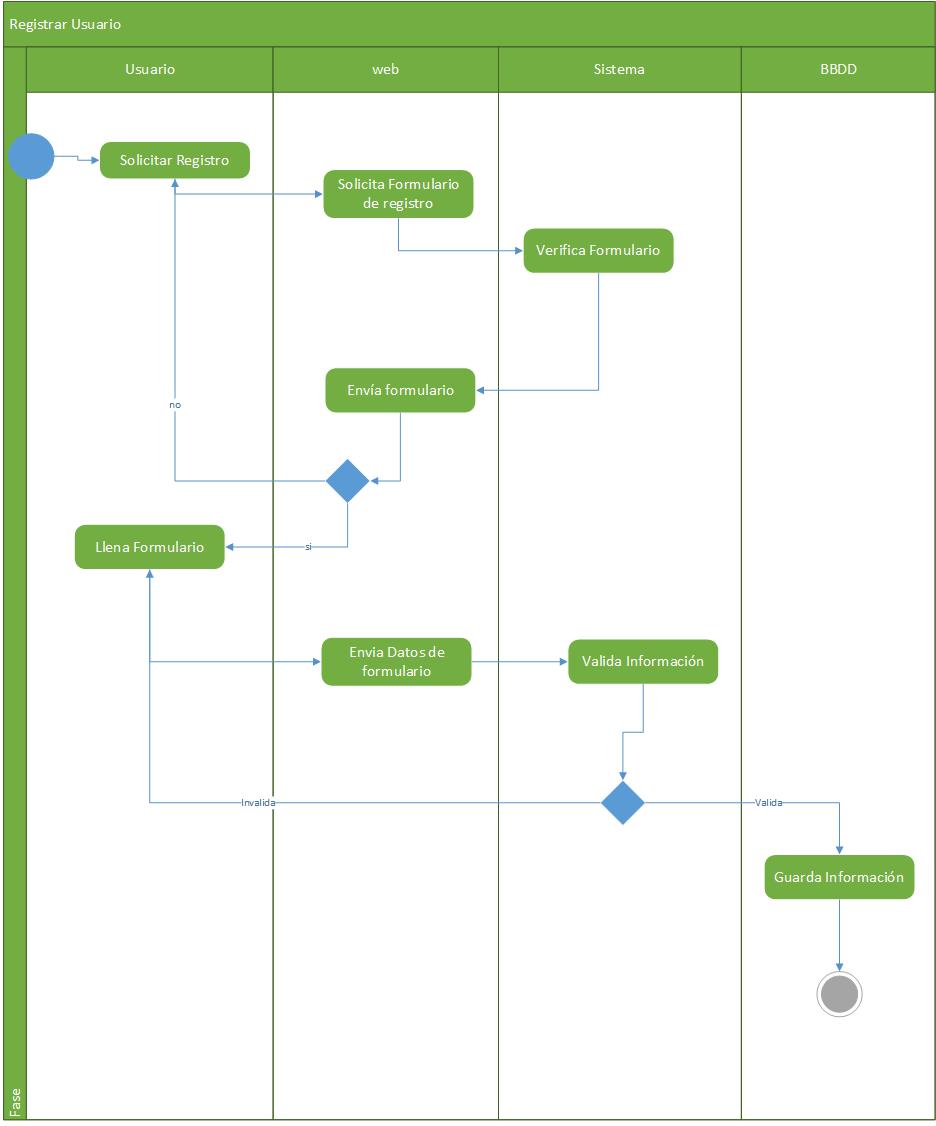 Registrar Usuario
Usuario
web
Sistema
BBDD
Solicitar Registro
Solicita Formulario
de registro
Verifica Formulario
Envía formulario
no
si
Llena Formulario
Envia Datos de
formulario
Valida Información
Invalida
Valida
Guarda Información
Fase